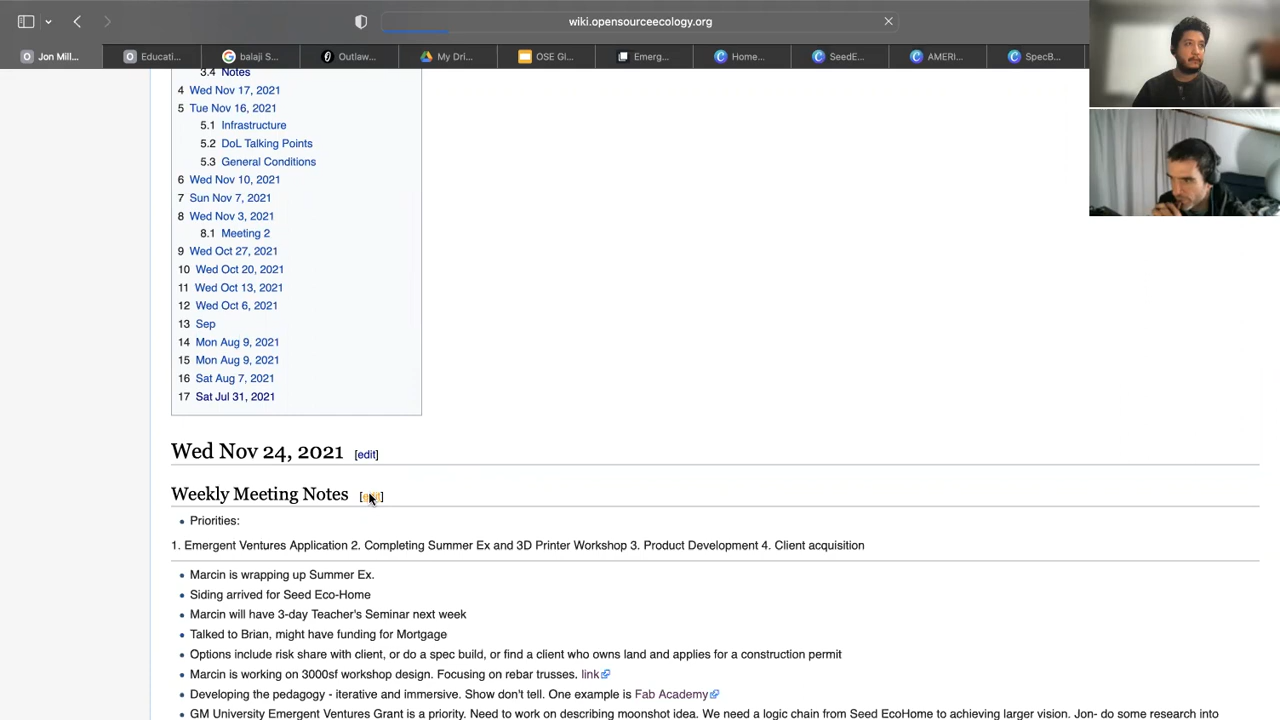 wiki.opensourceecology.org
Jon Mill...
Educati...
balaji S...
Outlaw...
My Dri...
OSE Gl...
Emerg...
Home...
SeedE...
AMERI...
SpecB...
3.4 Notes
4 Wed Nov 17, 2021
5 Tue Nov 16, 2021
5.1 Infrastructure
5.2 DoL Talking Points
5.3 General Conditions
6 Wed Nov 10, 2021
7 Sun Nov 7, 2021
8 Wed Nov 3, 2021
8.1 Meeting 2
9 Wed Oct 27, 2021
10 Wed Oct 20, 2021
11 Wed Oct 13, 2021
12 Wed Oct 6, 2021
13 Sep
14 Mon Aug 9, 2021
15 Mon Aug 9, 2021
16 Sat Aug 7, 2021
17 Sat Jul 31, 2021
Wed Nov 24, 2021 [edit]
Weekly Meeting Notes [edit]
• Priorities:
1. Emergent Ventures Application 2. Completing Summer Ex and 3D Printer Workshop 3. Product Development 4. Client acquisition
• Marcin is wrapping up Summer Ex.
• Siding arrived for Seed Eco-Home
• Marcin will have 3-day Teacher's Seminar next week
• Talked to Brian, might have funding for Mortgage
• Options include risk share with client, or do a spec build, or find a client who owns land and applies for a construction permit
• Marcin is working on 3000sf workshop design. Focusing on rebar trusses. link
• Developing the pedagogy - iterative and immersive. Show don't tell. One example is Fab Academy
• GM University Emergent Ventures Grant is a priority. Need to work on describing moonshot idea. We need a logic chain from Seed EcoHome to achieving larger vision. Jon- do some research into